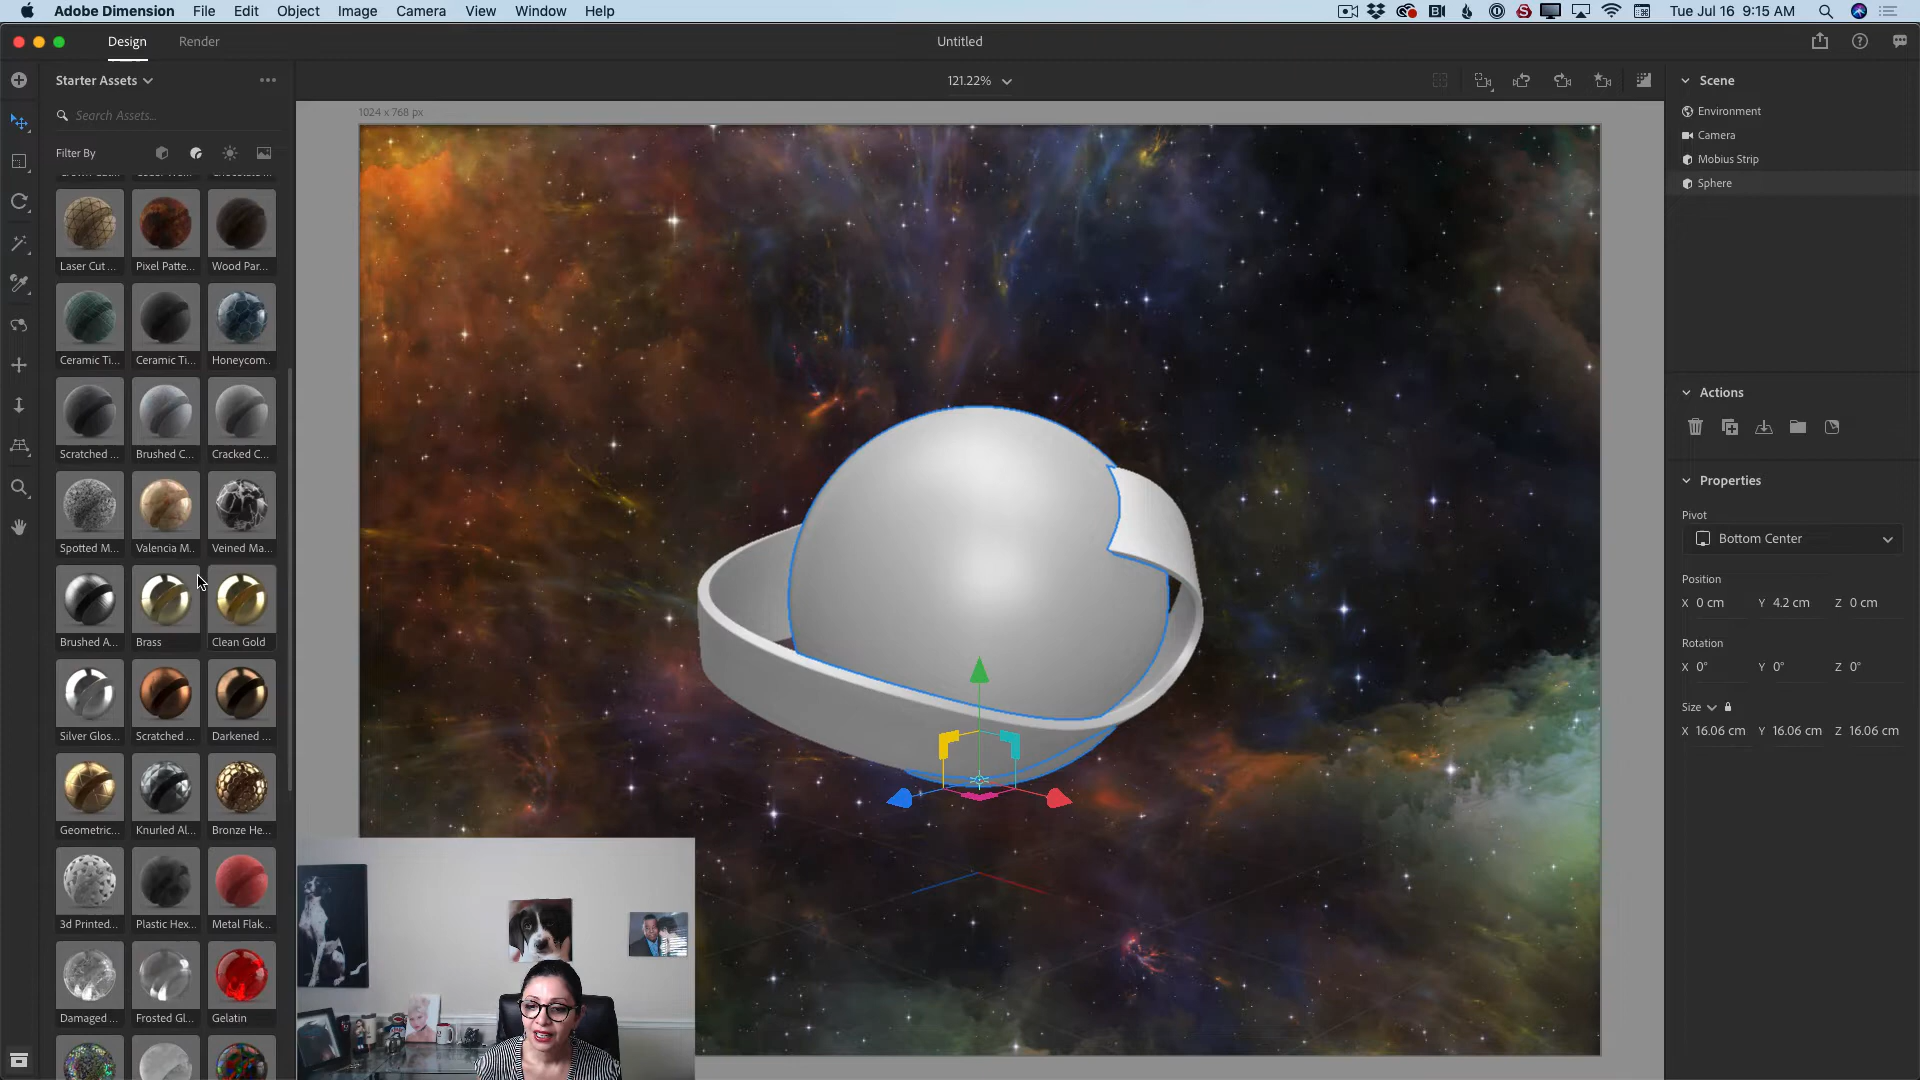 Adobe Dimension File Edit Object Image Camera View Window Help
Tue Jul 16 9:15 AM
Design Render
Untitled
Starter Assets
121.22%
Scene
Search Assets...
1024 x 768 px
Environment
Filter By
Camera
Mobius Strip
Sphere
Laser Cut ... Pixel Patte... Wood Par...
Ceramic Ti... Ceramic Ti... Honeycom..
Actions
Scratched ... Brushed C... Cracked C...
Properties
Pivot
Bottom Center
Spotted M... Valencia M.. Veined Ma...
Position
X 0 cm Y 4.2 cm Z 0 cm
Brushed A... Brass Clean Gold
Rotation
X 0° Y 0° Z 0°
Size
X 16.06 cm Y 16.06 cm Z 16.06 cm
Silver Glos... Scratched ... Darkened ...
Geometric... Knurled Al... Bronze He...
3d Printed... Plastic Hex... Metal Flak...
Damaged ... Frosted Gl... Gelatin